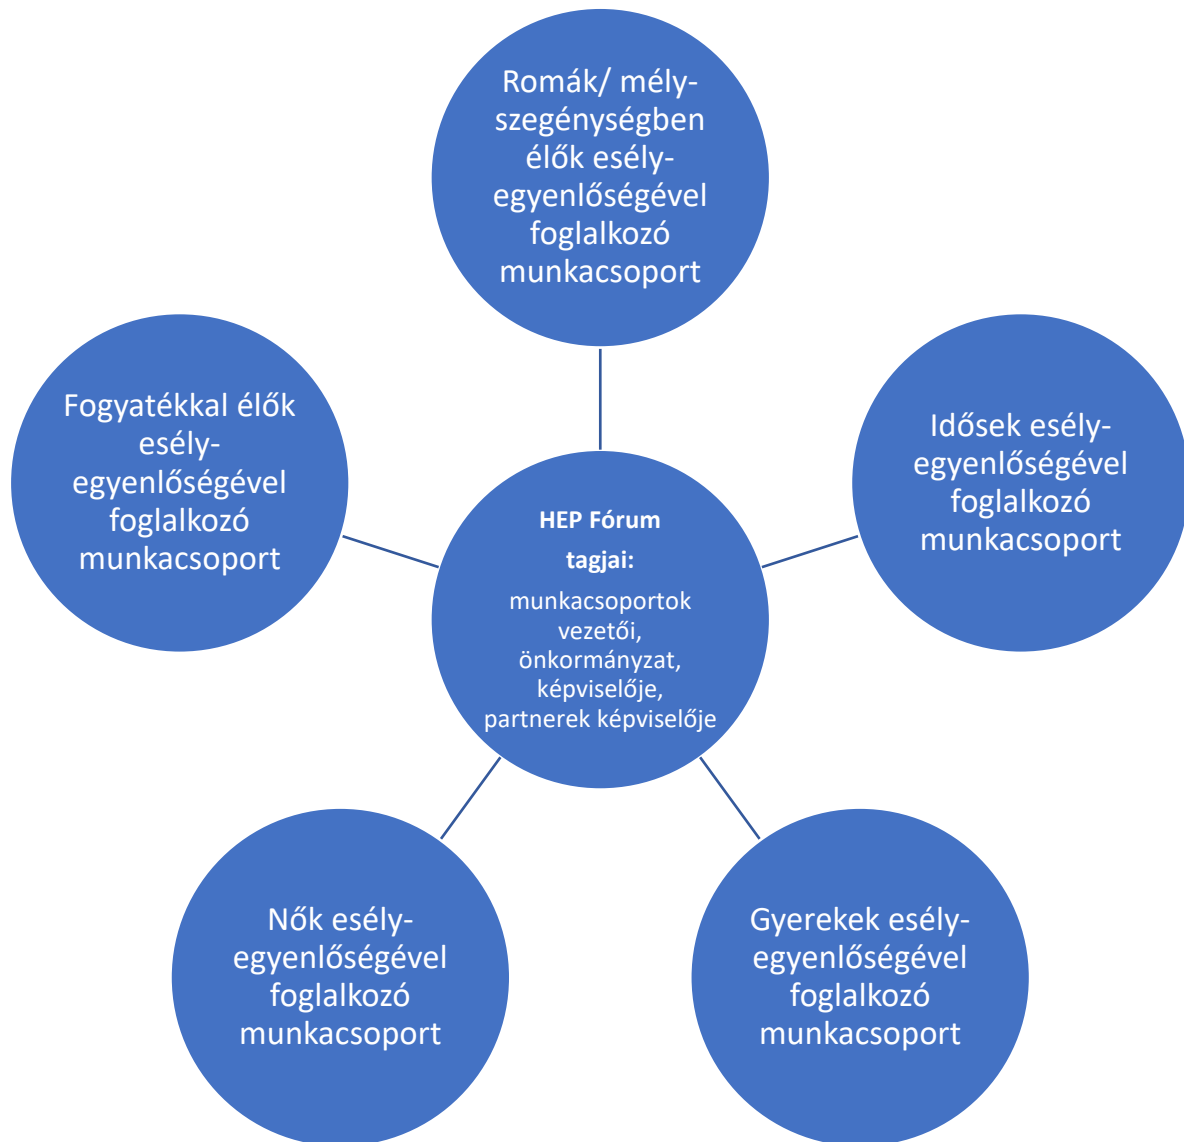 Romák/ mély-
szegénységben
élők esély-
egyenlőségével
foglalkozó
munkacsoport
Fogyatékkal élők
esély-
egyenlőségével
foglalkozó
munkacsoport
Idősek esély-
egyenlőségével
foglalkozó
munkacsoport
HEP Fórum
tagjai:
munkacsoportok
vezetői,
önkormányzat,
képviselője,
partnerek képviselője
Nők esély-
egyenlőségével
foglalkozó
munkacsoport
Gyerekek esély-
egyenlőségével
foglalkozó
munkacsoport